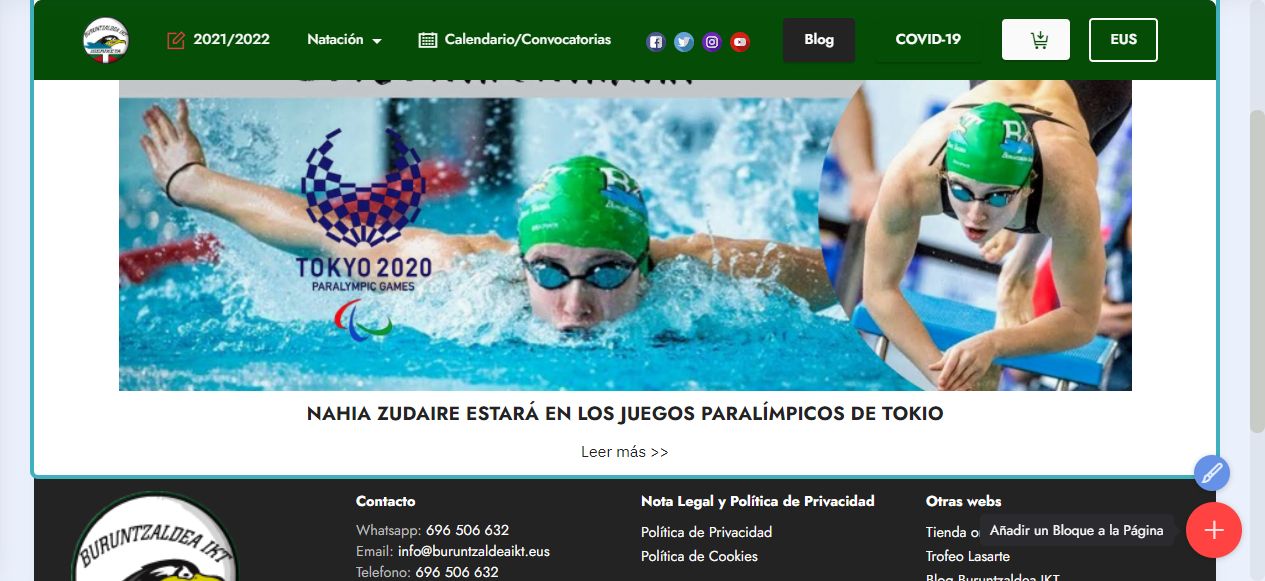 BURUNTZALDEA IKT
2021/2022
Natación
Calendario/Convocatorias
Blog
COVID-19
EUS
TOKYO 2020
PARALYMPIC GAMES
NAHIA ZUDAIRE ESTARÁ EN LOS JUEGOS PARALÍMPICOS DE TOKIO
Leer más >>
BURUNTZALDEA IKT
Contacto
Whatsapp: 696 506 632
Email: info@buruntzaldeaikt.eus
Telefono: 696 506 632
Nota Legal y Política de Privacidad
Política de Privacidad
Política de Cookies
Otras webs
Tienda
Añadir un Bloque a la Página
Trofeo Lasarte
Blog Buruntzaldea IKT